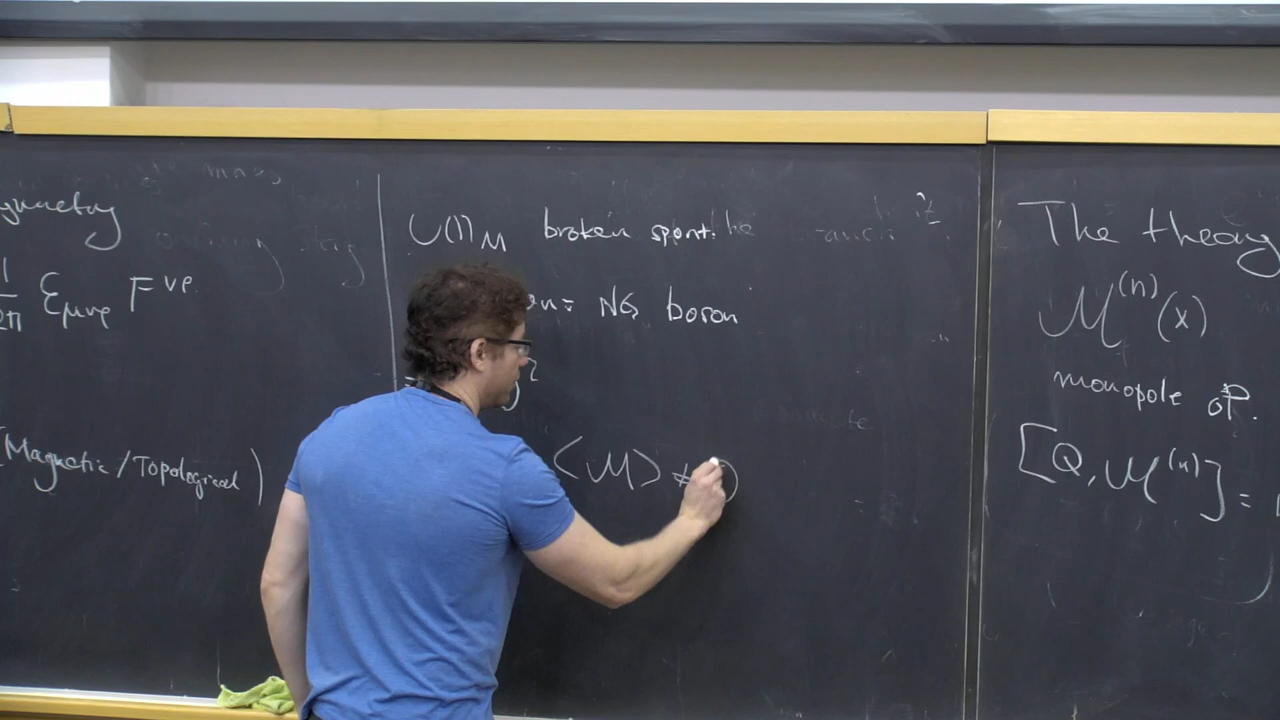 symmetry
1/2π ε_μνρ F^νρ
(Magnetic/Topological)
U(1)_M broken spont.
= NG boson
⟨M⟩ ≠ 0
The theory
M^(n)(x)
monopole op.
[Q, M^(n)] =